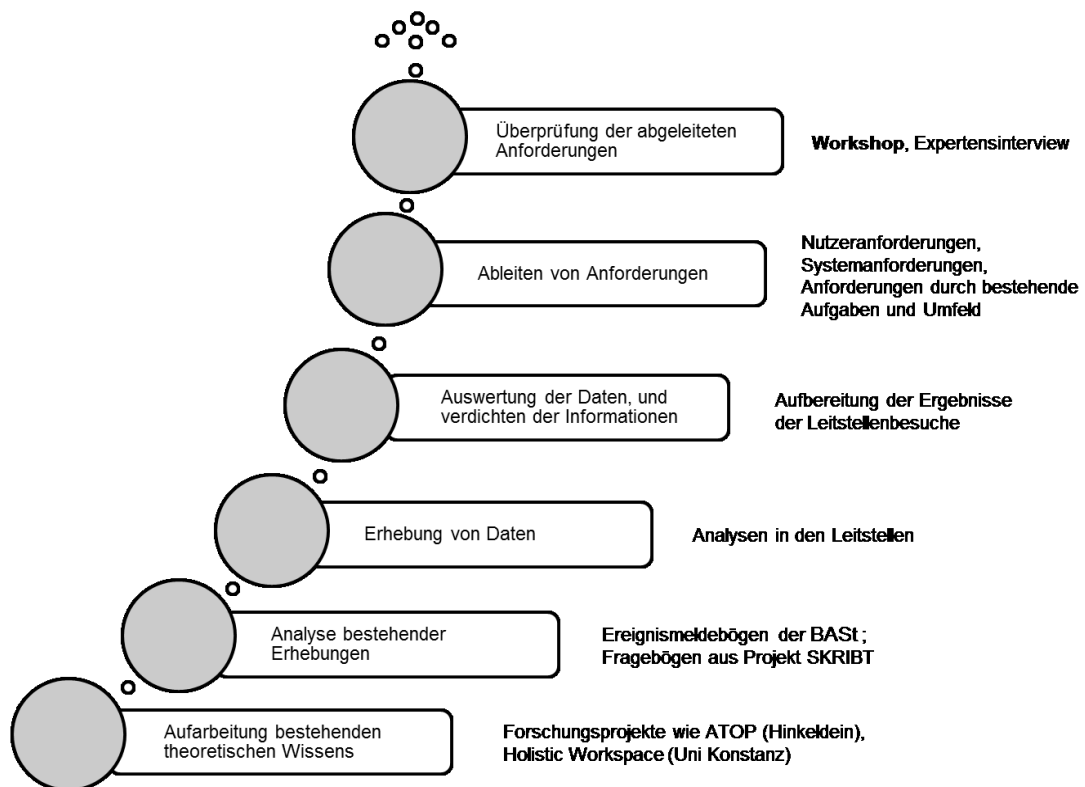 Überprüfung der abgeleiteten
Anforderungen
Workshop, Expertensinterview
Ableiten von Anforderungen
Nutzeranforderungen,
Systemanforderungen,
Anforderungen durch bestehende
Aufgaben und Umfeld
Auswertung der Daten, und
verdichten der Informationen
Aufbereitung der Ergebnisse
der Leitstellenbesuche
Erhebung von Daten
Analysen in den Leitstellen
Analyse bestehender
Erhebungen
Ereignismeldebögen der BASt ;
Fragebögen aus Projekt SKRIBT
Aufarbeitung bestehenden
theoretischen Wissens
Forschungsprojekte wie ATOP (Hinkeldein),
Holistic Workspace (Uni Konstanz)